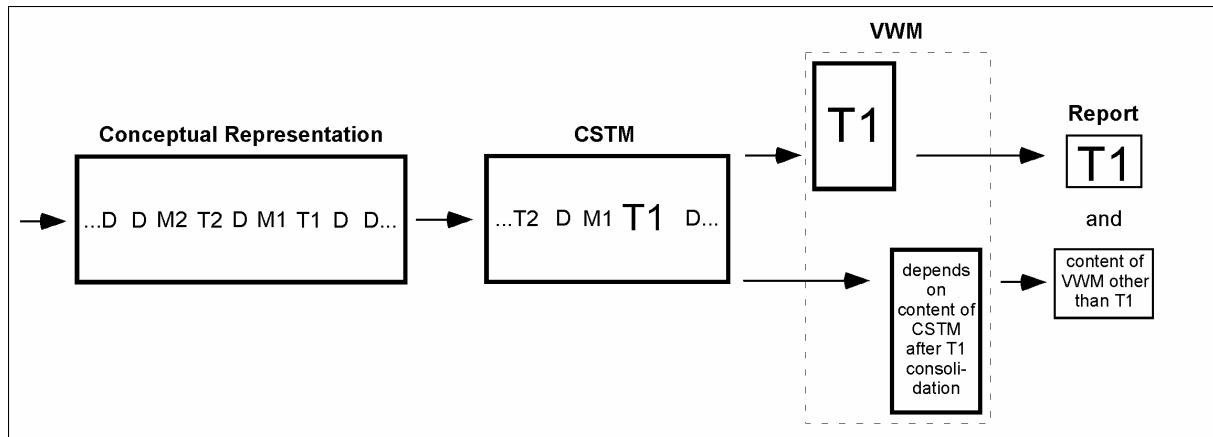 VWM
Conceptual Representation
CSTM
Report
...D D M2 T2 D M1 T1 D D...
...T2 D M1 T1 D...
T1
T1
and
depends
on
content of
CSTM
after T1
consoli-
dation
content of
VWM other
than T1